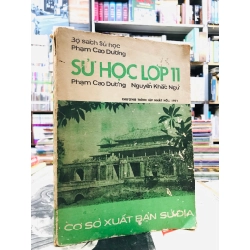 BỘ SÁCH SỬ HỌC
Phạm Cao Dương
SỬ HỌC LỚP 11
Phạm Cao Dương Nguyễn Khắc Ngữ
CƠ SỞ XUẤT BẢN SỬ ĐỊA